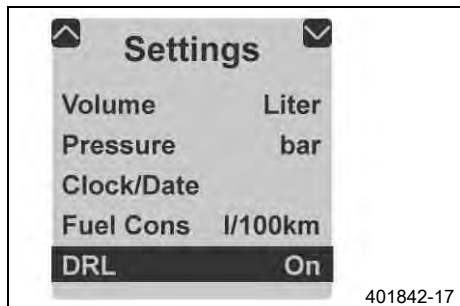 Settings
Volume Liter
Pressure bar
Clock/Date
Fuel Cons l/100km
DRL On
401842-17